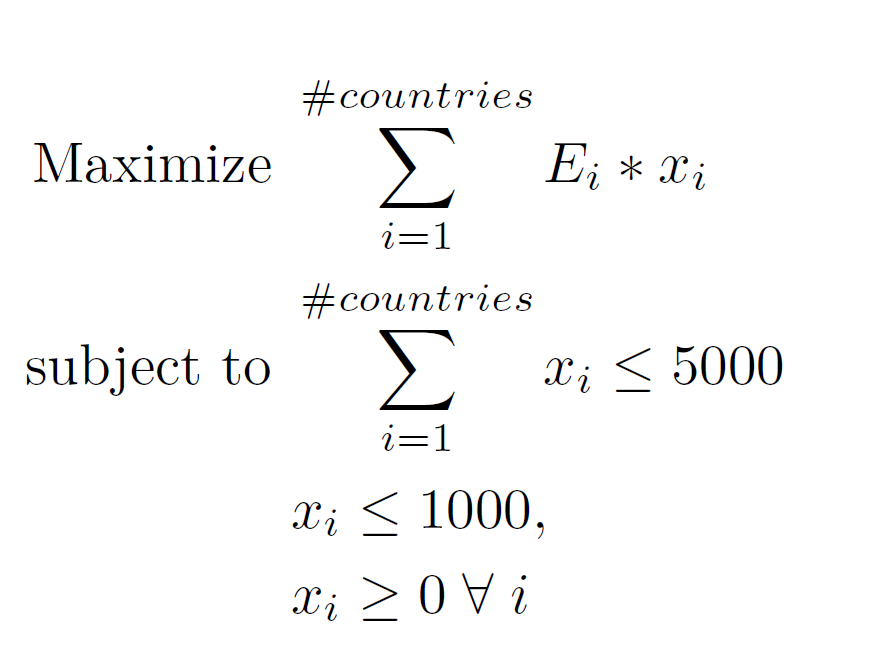 #countries
Maximize ∑ E_i * x_i
i=1
#countries
subject to ∑ x_i ≤ 5000
i=1
x_i ≤ 1000,
x_i ≥ 0 ∀ i